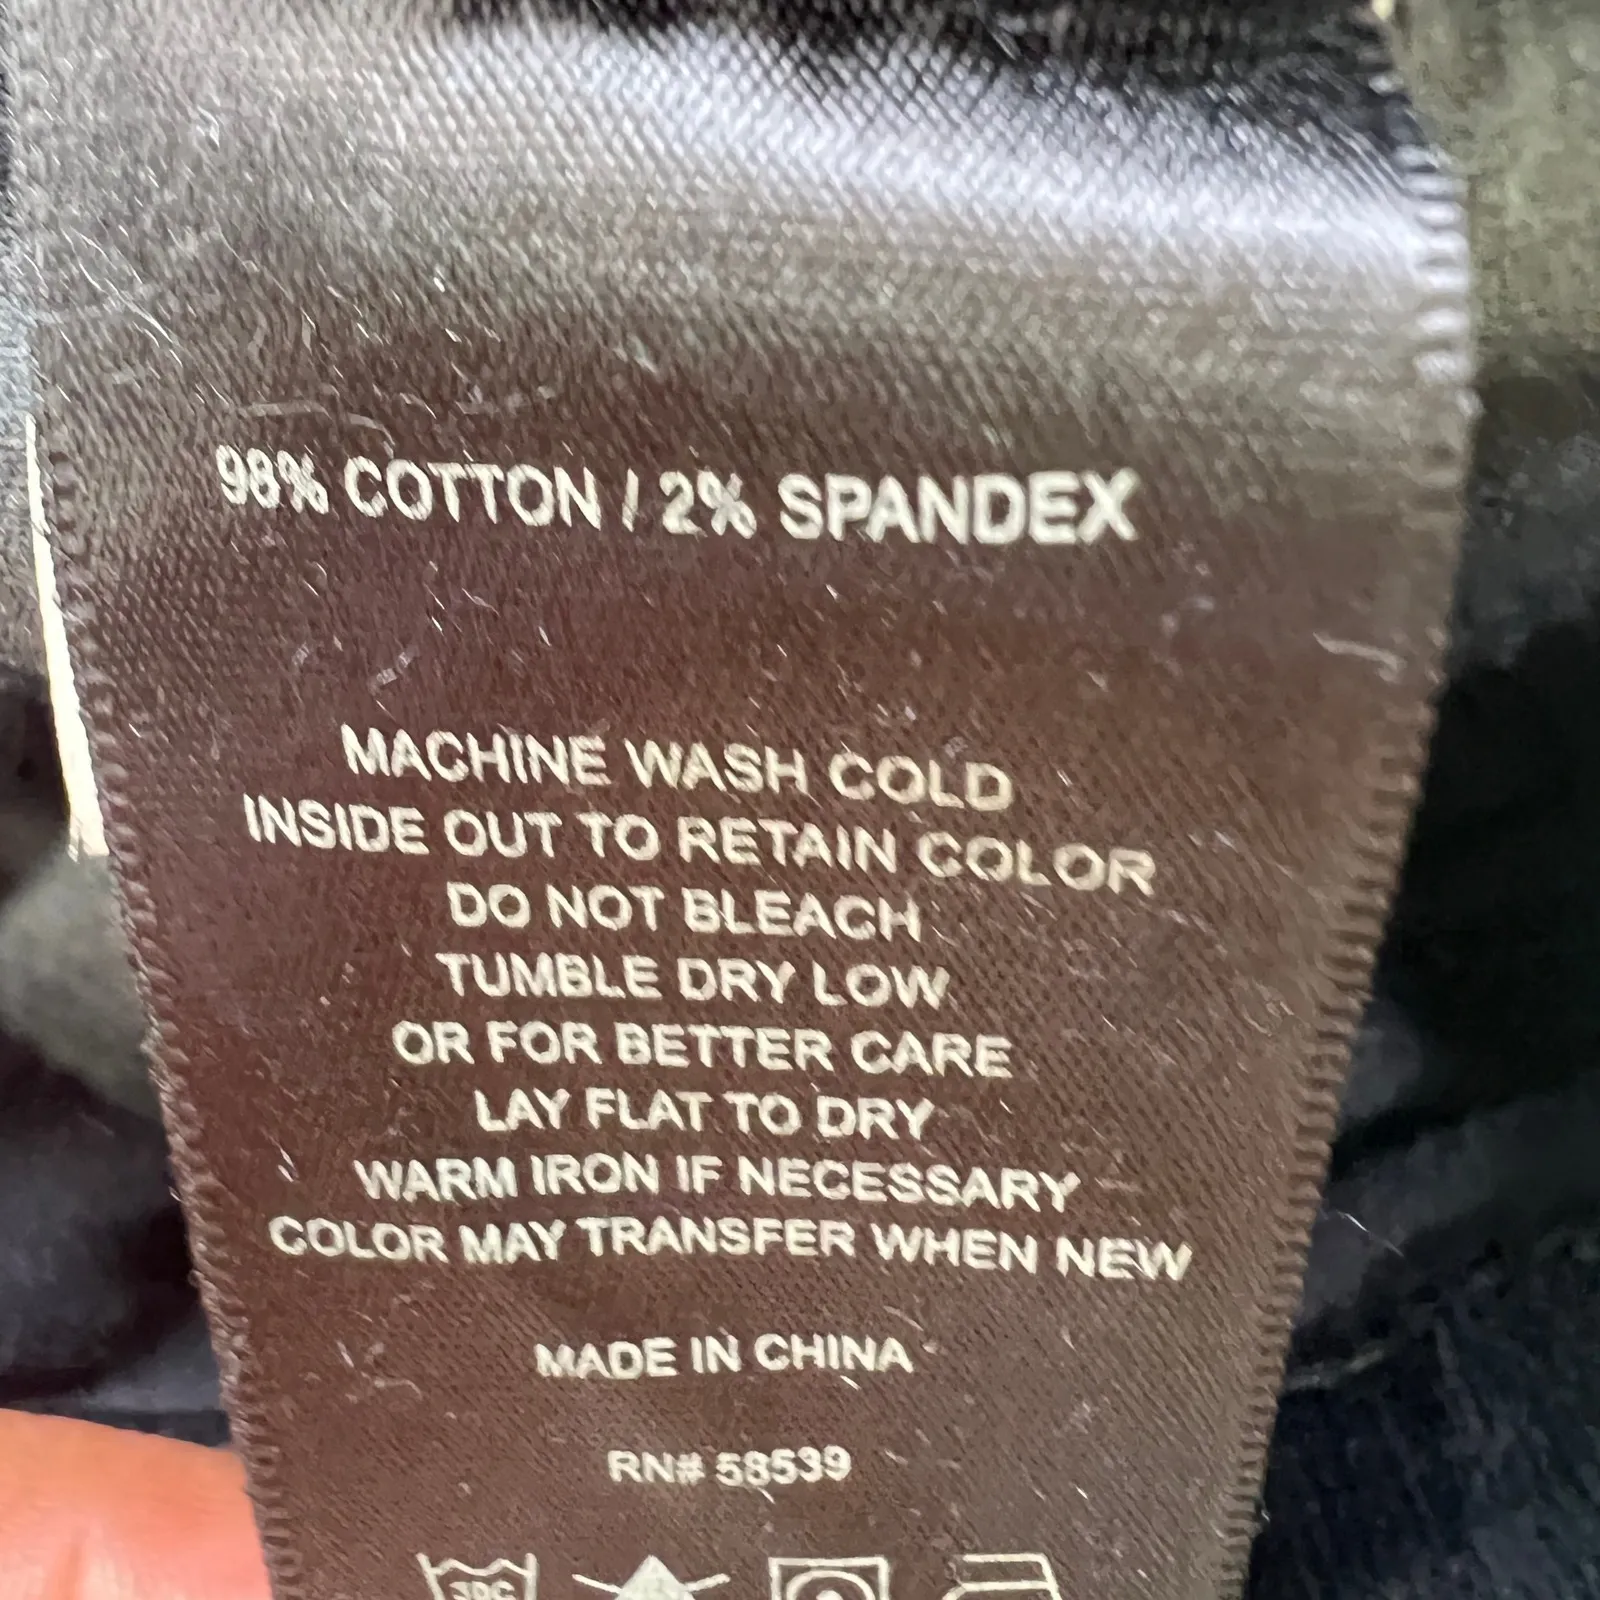 98% COTTON / 2% SPANDEX
MACHINE WASH COLD
INSIDE OUT TO RETAIN COLOR
DO NOT BLEACH
TUMBLE DRY LOW
OR FOR BETTER CARE
LAY FLAT TO DRY
WARM IRON IF NECESSARY
COLOR MAY TRANSFER WHEN NEW
MADE IN CHINA
RN# 58539
30C